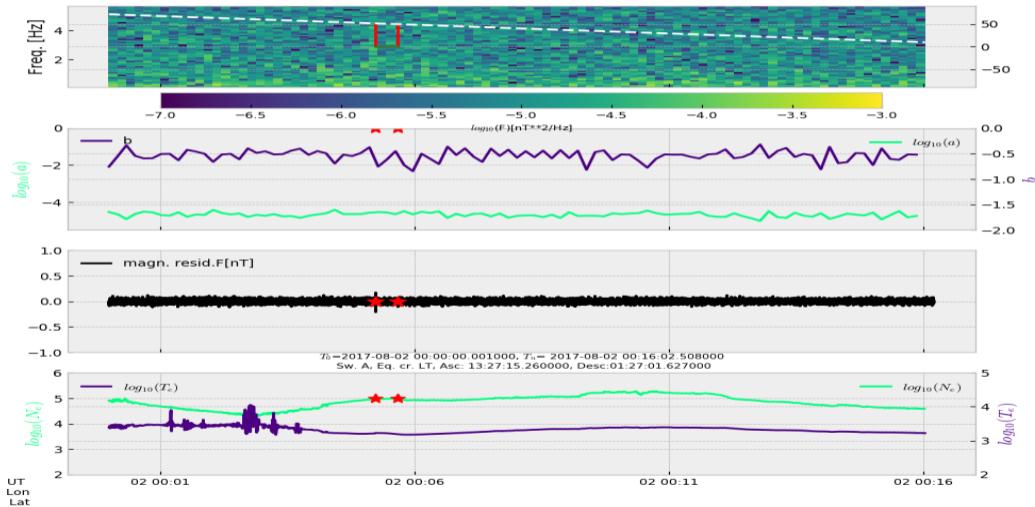 Freq. [Hz]
4
2
50
0
−50
−7.0 −6.5 −6.0 −5.5 −5.0 −4.5 −4.0 −3.5 −3.0
log₁₀(F)[nT**2/Hz]
log₁₀(a)
0
−2
−4
b
log₁₀(a)
0.0
−0.5
−1.0
−1.5
−2.0
b
1.0
0.5
0.0
−0.5
−1.0
magn. resid.F[nT]
T₀=2017-08-02 00:00:00.001000, Tₙ= 2017-08-02 00:16:02.508000
Sw. A, Eq. cr. LT, Asc: 13:27:15.260000, Desc:01:27:01.627000
log₁₀(Nₑ)
6
5
4
3
2
log₁₀(Tₑ)
log₁₀(Nₑ)
5
4
3
2
log₁₀(Tₑ)
UT
Lon
Lat
02 00:01 02 00:06 02 00:11 02 00:16